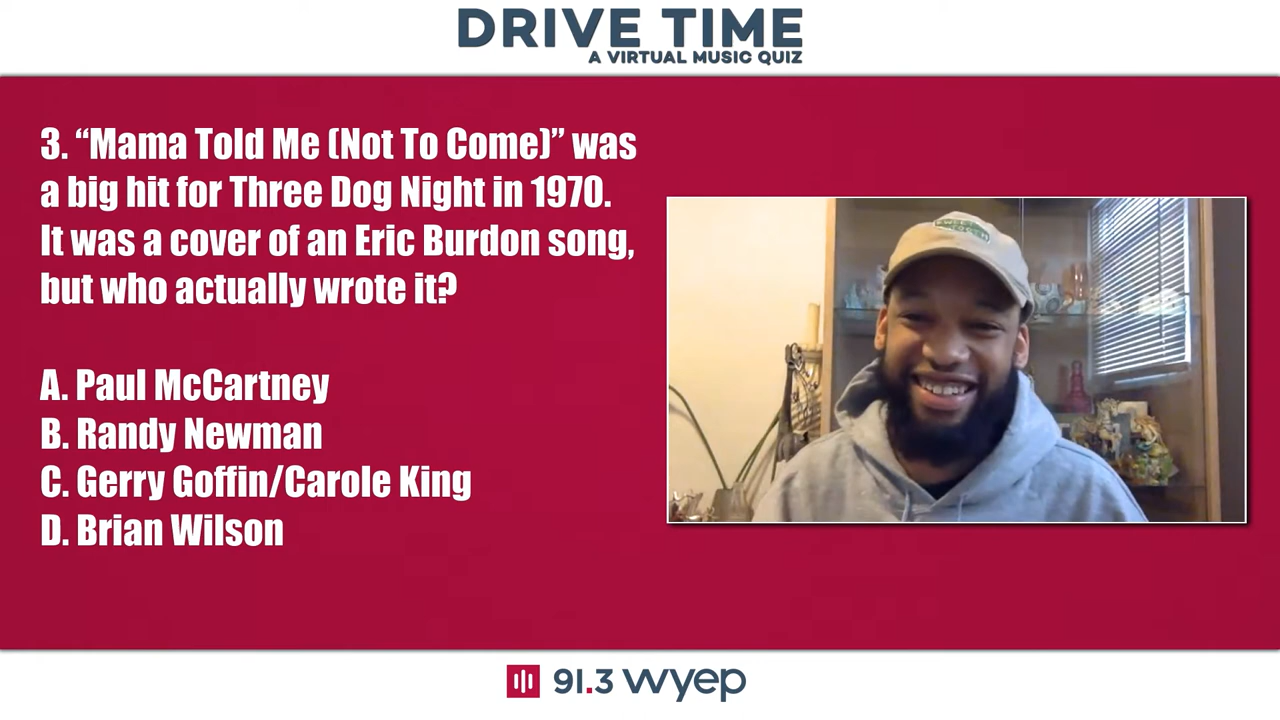 DRIVE TIME
A VIRTUAL MUSIC QUIZ
3. “Mama Told Me (Not To Come)” was
a big hit for Three Dog Night in 1970.
It was a cover of an Eric Burdon song,
but who actually wrote it?
A. Paul McCartney
B. Randy Newman
C. Gerry Goffin/Carole King
D. Brian Wilson
91.3 wyep